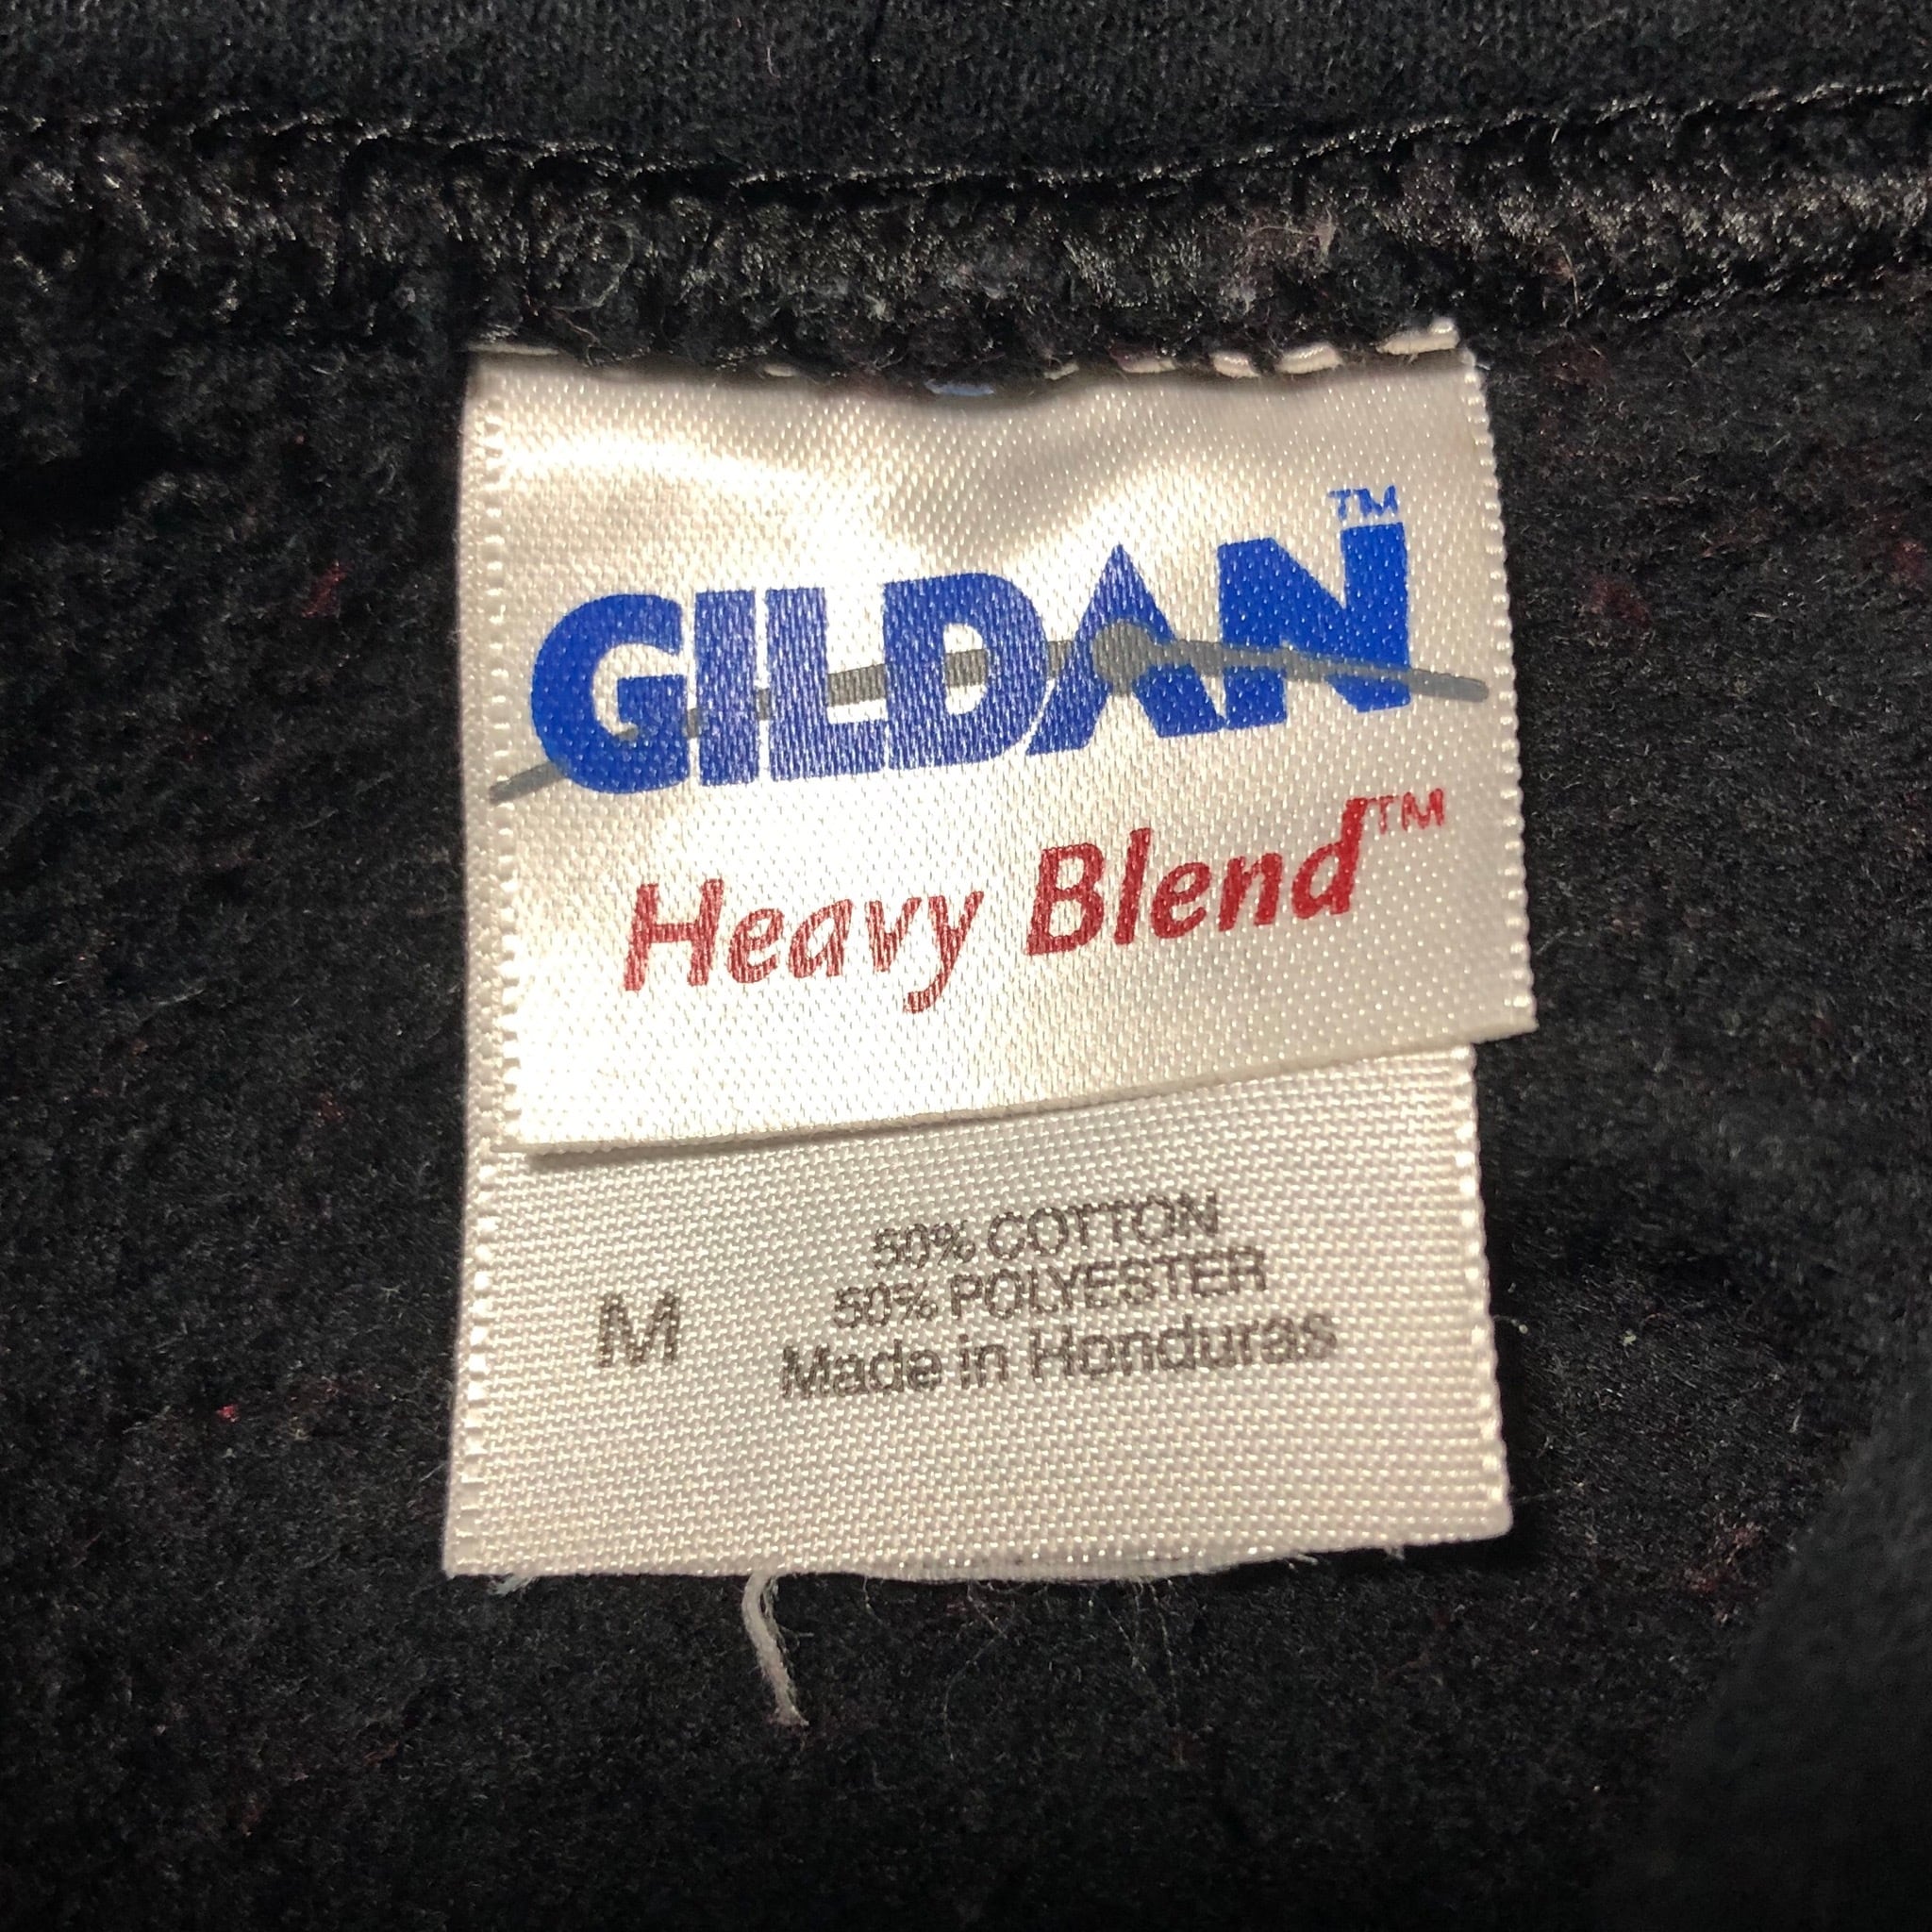 GILDAN™
Heavy Blend™
50% COTTON
50% POLYESTER
M
Made in Honduras